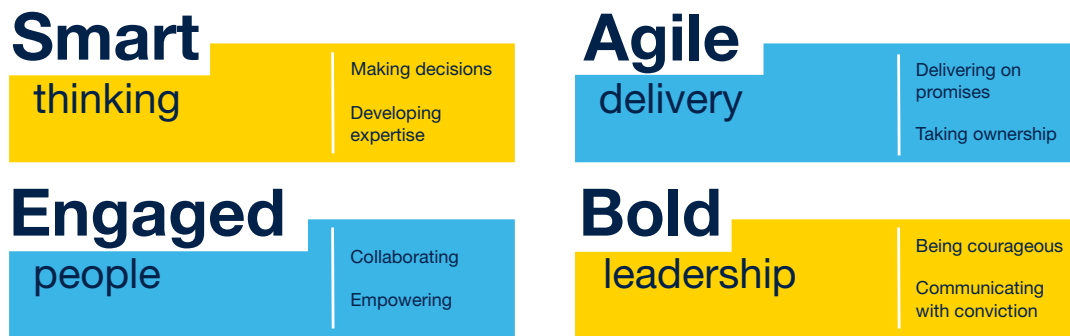 Smart
thinking
Making decisions
Developing
expertise
Agile
delivery
Delivering on
promises
Taking ownership
Engaged
people
Collaborating
Empowering
Bold
leadership
Being courageous
Communicating
with conviction